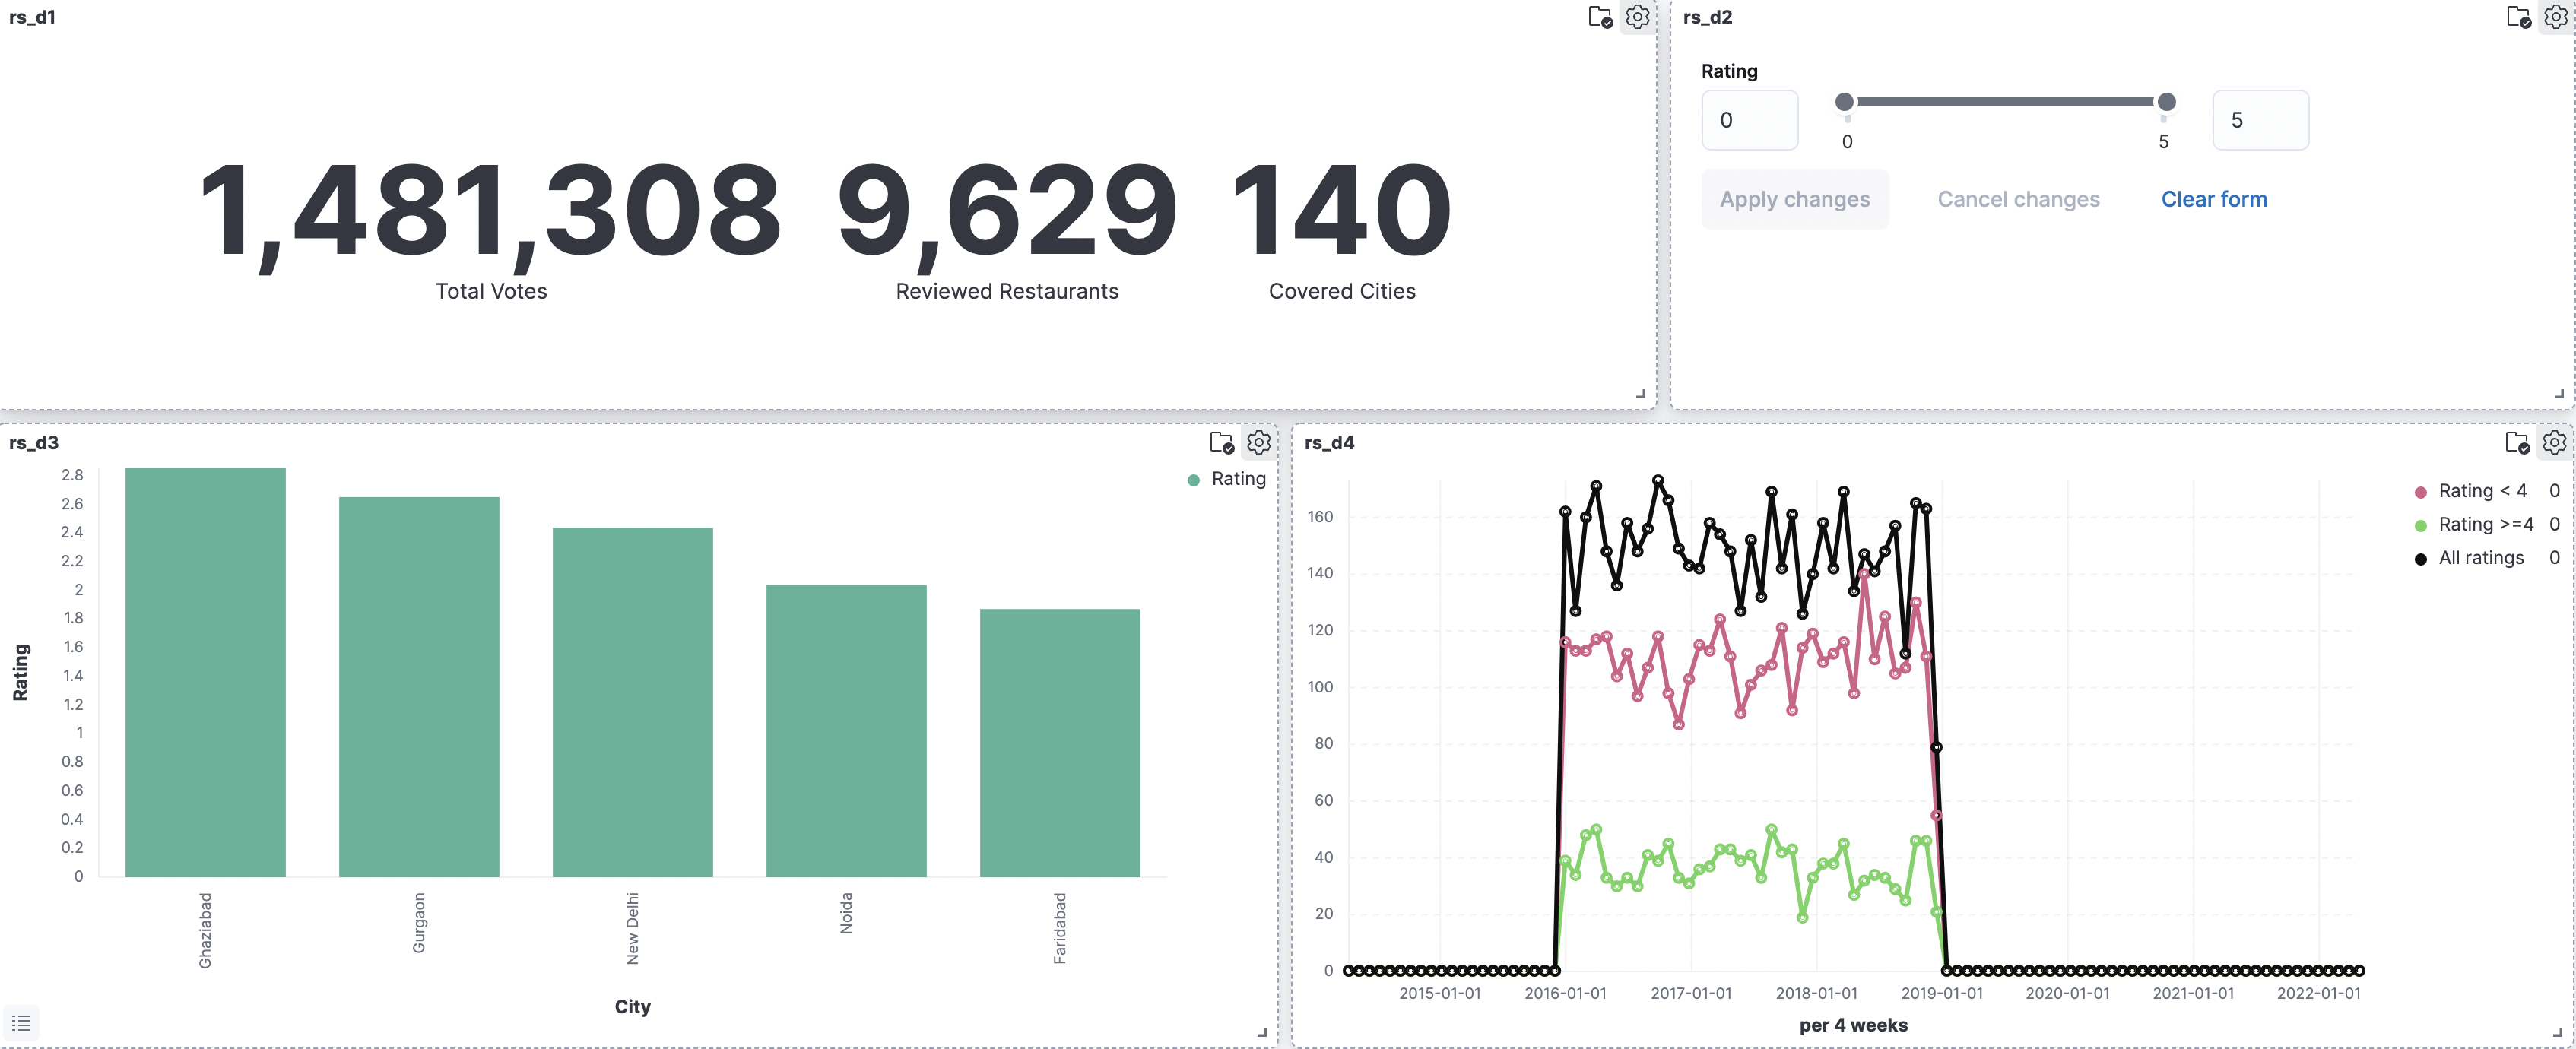 rs_d1
1,481,308 9,629 140
Total Votes Reviewed Restaurants Covered Cities
rs_d2
Rating
0
0 5
5
Apply changes Cancel changes Clear form
rs_d3
Rating
2.8
2.6
2.4
2.2
2
1.8
1.6
1.4
1.2
1
0.8
0.6
0.4
0.2
0
Rating
Ghaziabad
Gurgaon
New Delhi
Noida
Faridabad
City
rs_d4
Rating < 4 0
Rating >=4 0
All ratings 0
160
140
120
100
80
60
40
20
0
2015-01-01 2016-01-01 2017-01-01 2018-01-01 2019-01-01 2020-01-01 2021-01-01 2022-01-01
per 4 weeks